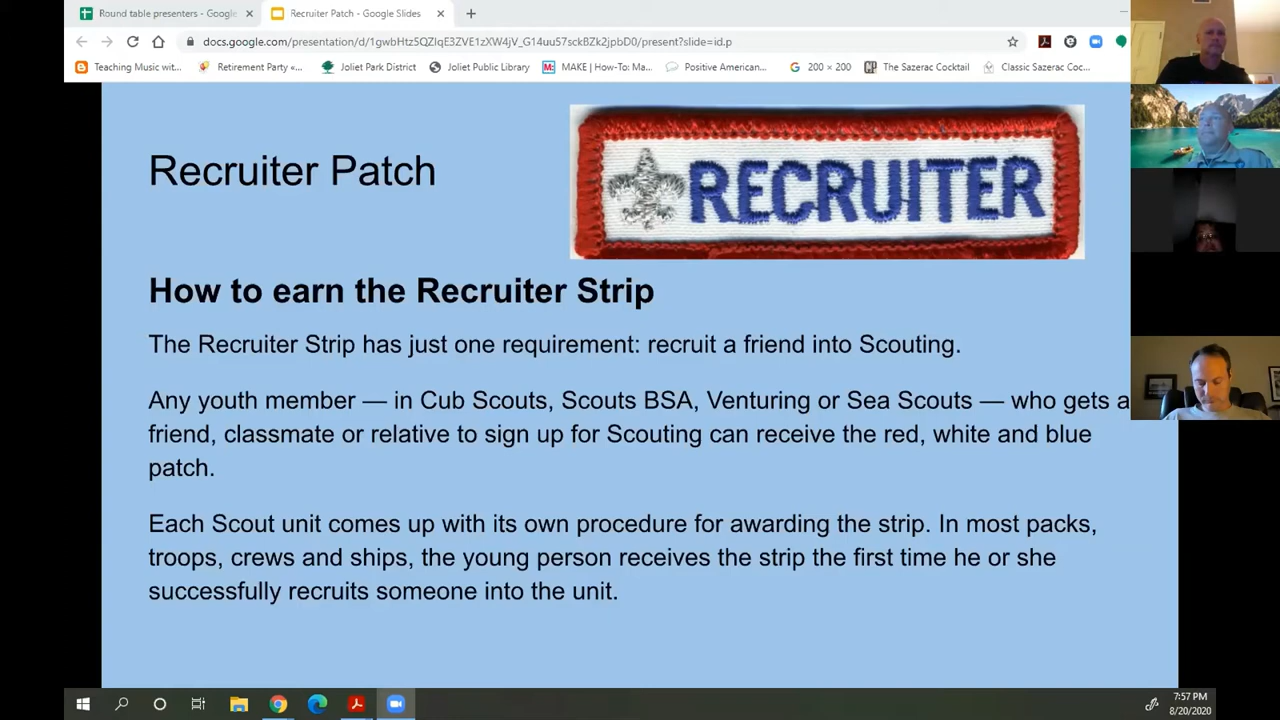 Round table presenters - Google
Recruiter Patch - Google Slides
docs.google.com/presentation/d/1gwbHtzSQZlqE3ZVE1zXW4jV_G14uuS7sckBZk2jpbD0/present?slide=id.p
Teaching Music wit... Retirement Party «... Joliet Park District Joliet Public Library MAKE | How-To: Ma... Positive American... 200 × 200 The Sazerac Cocktail Classic Sazerac Coc...
Recruiter Patch
RECRUITER
How to earn the Recruiter Strip
The Recruiter Strip has just one requirement: recruit a friend into Scouting.
Any youth member — in Cub Scouts, Scouts BSA, Venturing or Sea Scouts — who gets a
friend, classmate or relative to sign up for Scouting can receive the red, white and blue
patch.
Each Scout unit comes up with its own procedure for awarding the strip. In most packs,
troops, crews and ships, the young person receives the strip the first time he or she
successfully recruits someone into the unit.
7:57 PM
8/20/2020